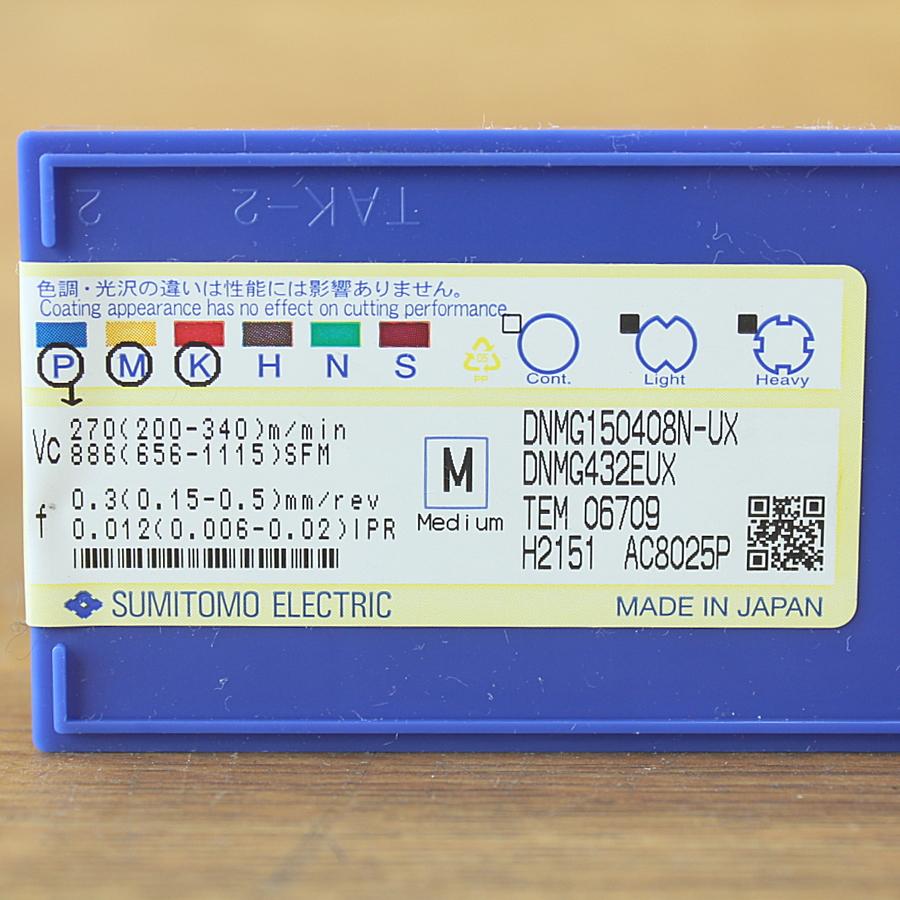 TAK-2 2
色調・光沢の違いは性能には影響ありません。
Coating appearance has no effect on cutting performance
P M K H N S
05
PP
Cont. Light Heavy
Vc 270(200-340)m/min
886(656-1115)SFM
f 0.3(0.15-0.5)mm/rev
0.012(0.006-0.02)IPR
M
Medium
DNMG150408N-UX
DNMG432EUX
TEM 06709
H2151 AC8025P
SUMITOMO ELECTRIC
MADE IN JAPAN